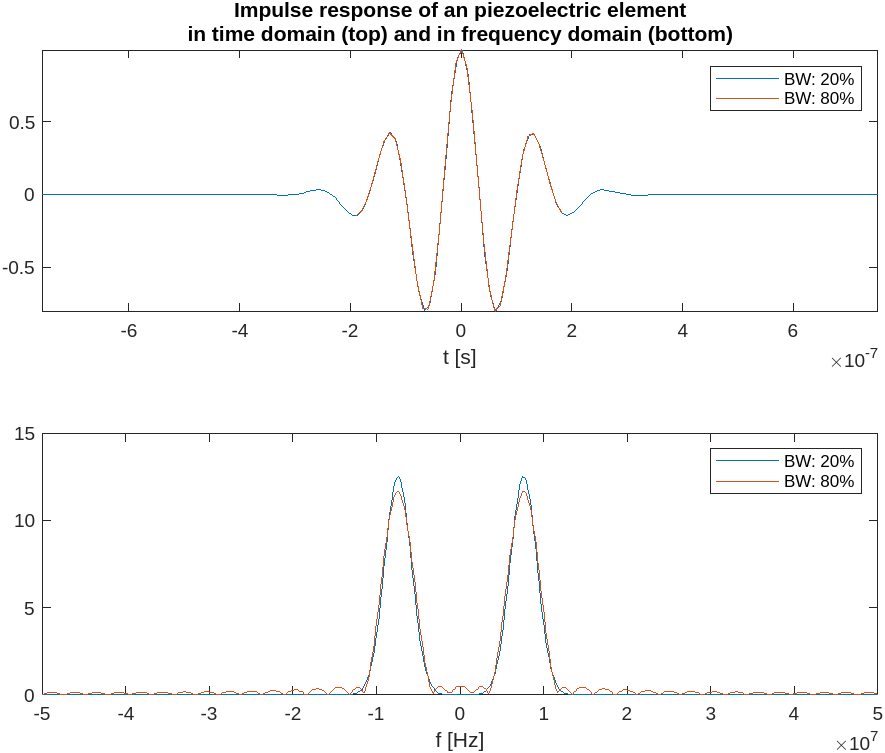 Impulse response of an piezoelectric element
in time domain (top) and in frequency domain (bottom)
BW: 20%
BW: 80%
0.5
0
-0.5
-6 -4 -2 0 2 4 6
t [s]
×10-7
15
BW: 20%
BW: 80%
10
5
0
-5 -4 -3 -2 -1 0 1 2 3 4 5
f [Hz]
×107